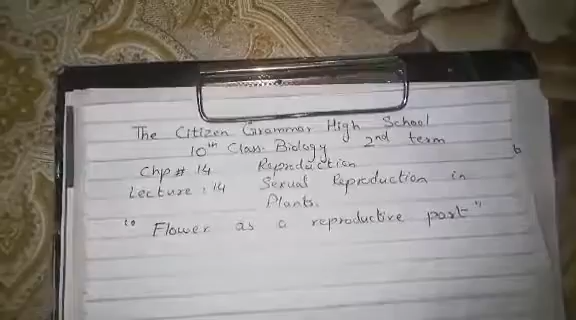 The Citizen Grammar High School
10th Class. Biology 2nd term
Chp # 14 Reproduction
Lecture : 14 Sexual Reproduction in
Plants.
"Flower as a reproductive part"